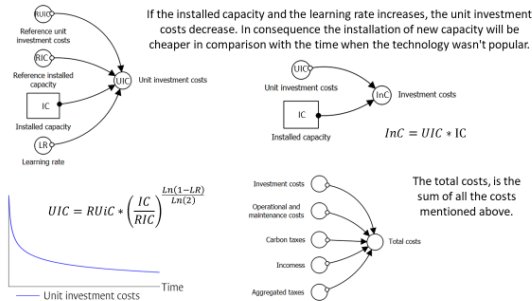 RUIC
Reference unit
investment costs
RIC
Reference installed
capacity
UIC
Unit investment costs
IC
Installed capacity
LR
Learning rate
If the installed capacity and the learning rate increases, the unit investment
costs decrease. In consequence the installation of new capacity will be
cheaper in comparison with the time when the technology wasn't popular.
UIC
Unit investment costs
InC
Investment costs
IC
Installed capacity
InC = UIC * IC
UIC = RUiC * (IC/RIC)^(Ln(1−LR)/Ln(2))
Time
Unit investment costs
Investment costs
Operational and
maintenance costs
Carbon taxes
Incomess
Aggregated taxes
Total costs
The total costs, is the
sum of all the costs
mentioned above.